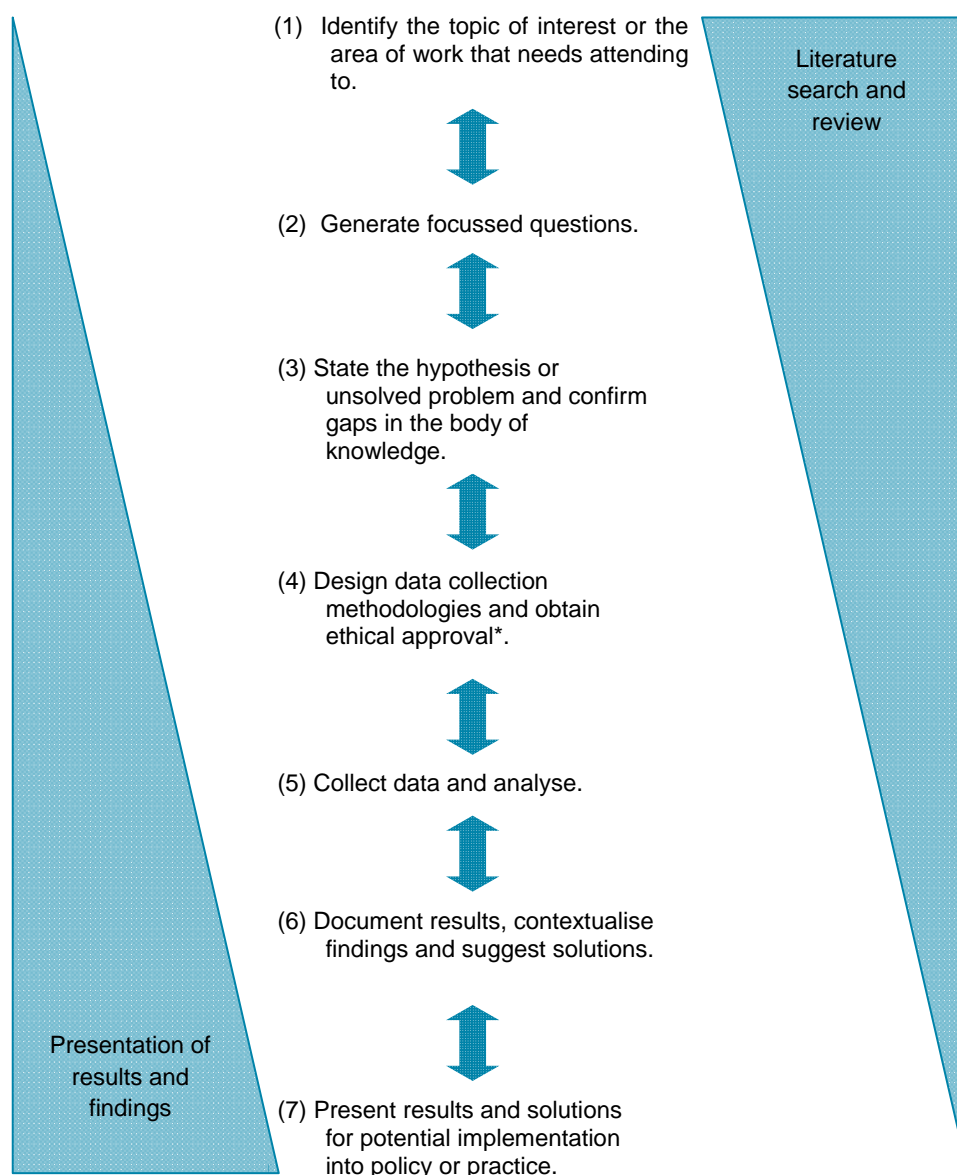 (1) Identify the topic of interest or the
area of work that needs attending
to.
Literature
search and
review
(2) Generate focussed questions.
(3) State the hypothesis or
unsolved problem and confirm
gaps in the body of
knowledge.
(4) Design data collection
methodologies and obtain
ethical approval*.
(5) Collect data and analyse.
(6) Document results, contextualise
findings and suggest solutions.
Presentation of
results and
findings
(7) Present results and solutions
for potential implementation
into policy or practice.